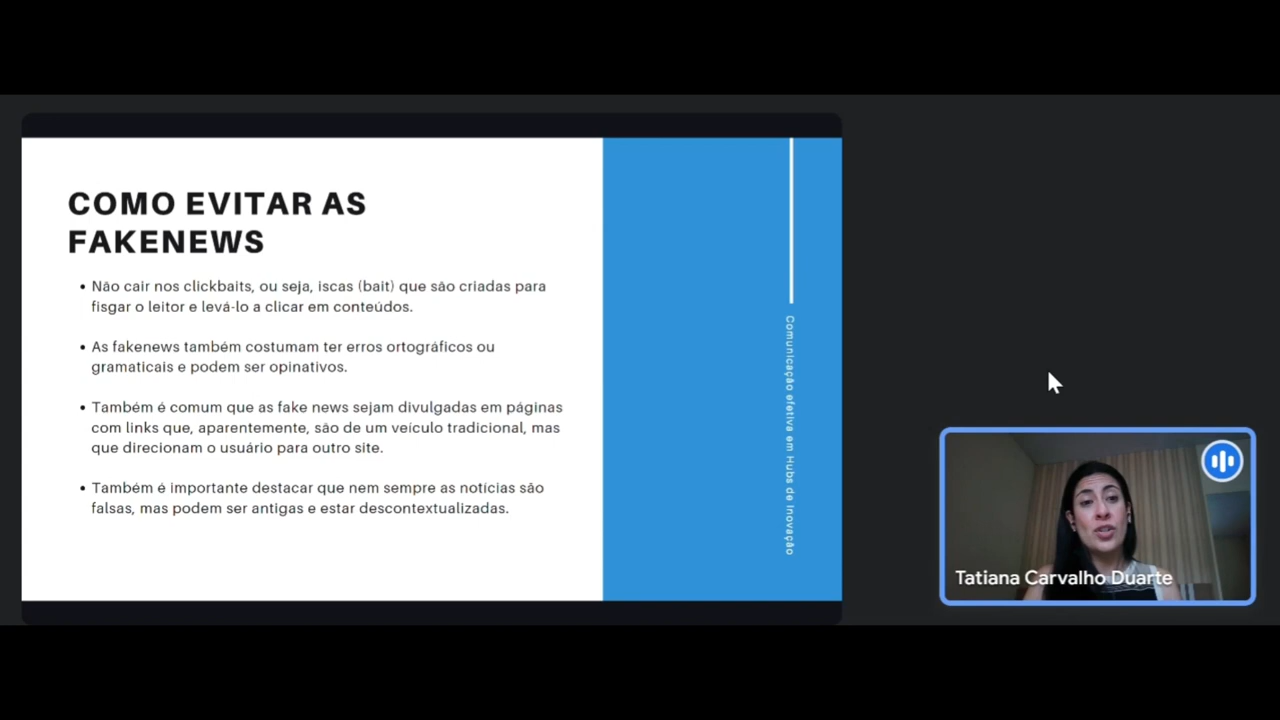 COMO EVITAR AS
FAKENEWS
• Não cair nos clickbaits, ou seja, iscas (bait) que são criadas para
fisgar o leitor e levá-lo a clicar em conteúdos.
• As fakenews também costumam ter erros ortográficos ou
gramaticais e podem ser opinativos.
• Também é comum que as fake news sejam divulgadas em páginas
com links que, aparentemente, são de um veículo tradicional, mas
que direcionam o usuário para outro site.
• Também é importante destacar que nem sempre as notícias são
falsas, mas podem ser antigas e estar descontextualizadas.
Comunicação efetiva em Hubs de Inovação
Tatiana Carvalho Duarte